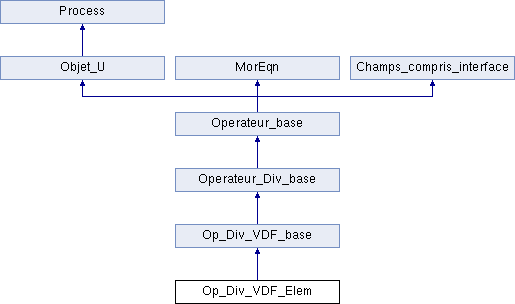 Process
Objet_U
MorEqn
Champs_compris_interface
Operateur_base
Operateur_Div_base
Op_Div_VDF_base
Op_Div_VDF_Elem